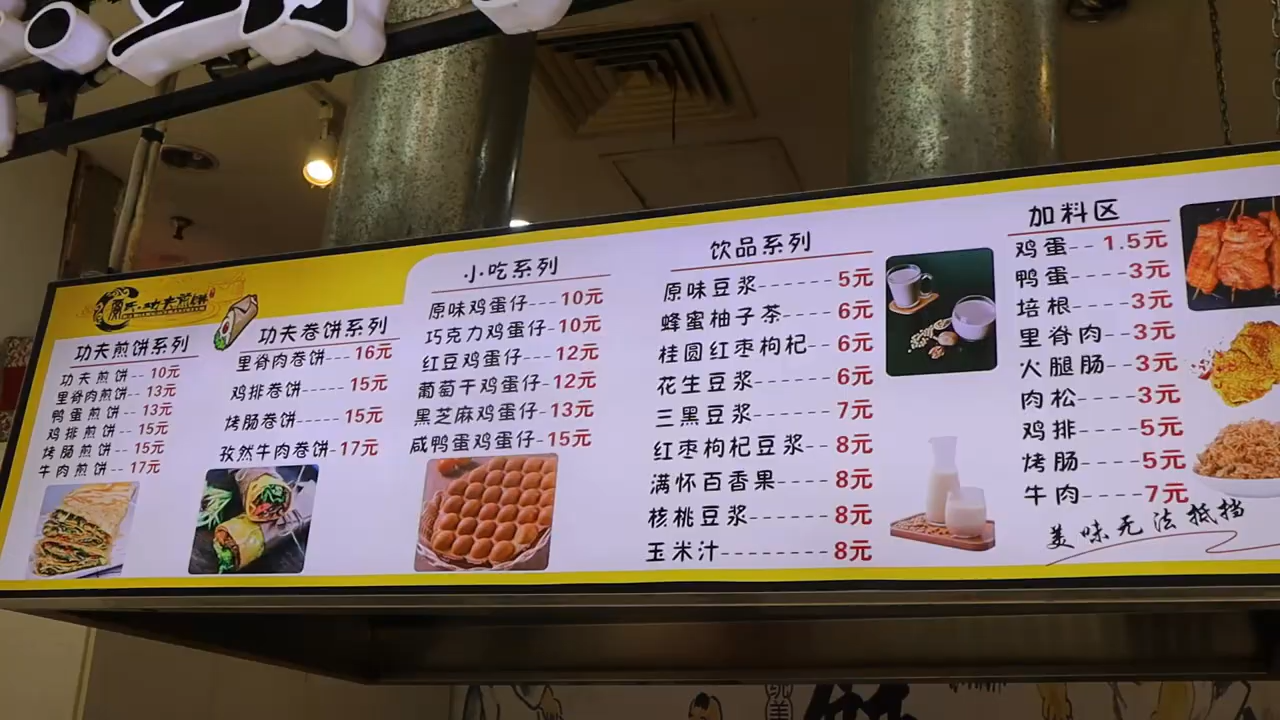 氏·功夫煎饼
功夫煎饼系列
功夫煎饼--10元
里脊肉煎饼--13元
鸭蛋煎饼--13元
鸡排煎饼--15元
烤肠煎饼--15元
牛肉煎饼--17元
功夫卷饼系列
里脊肉卷饼---16元
鸡排卷饼-----15元
烤肠卷饼----15元
孜然牛肉卷饼-17元
小吃系列
原味鸡蛋仔----10元
巧克力鸡蛋仔-10元
红豆鸡蛋仔---12元
葡萄干鸡蛋仔-12元
黑芝麻鸡蛋仔-13元
咸鸭蛋鸡蛋仔-15元
饮品系列
原味豆浆------5元
蜂蜜柚子茶---6元
桂圆红枣枸杞--6元
花生豆浆------6元
三黑豆浆------7元
红枣枸杞豆浆--8元
满怀百香果----8元
核桃豆浆------8元
玉米汁--------8元
加料区
鸡蛋--1.5元
鸭蛋----3元
培根----3元
里脊肉--3元
火腿肠--3元
肉松----3元
鸡排----5元
烤肠----5元
牛肉----7元
美味无法抵挡